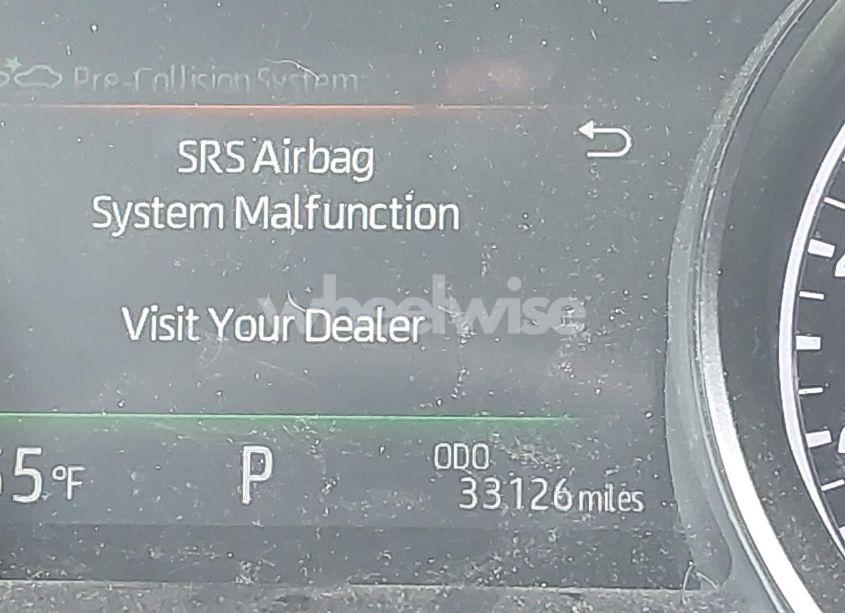 Pre-Collision System
SRS Airbag
System Malfunction
Visit Your Dealer
wheelwise
5°F
P
ODO
33126 miles